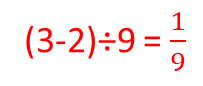 (3-2)÷9 = 1/9